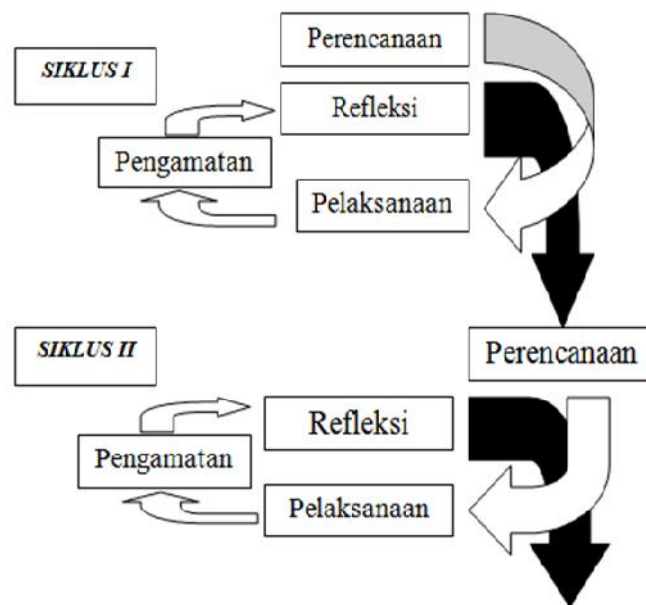 Perencanaan
SIKLUS I
Refleksi
Pengamatan
Pelaksanaan
SIKLUS II
Perencanaan
Refleksi
Pengamatan
Pelaksanaan